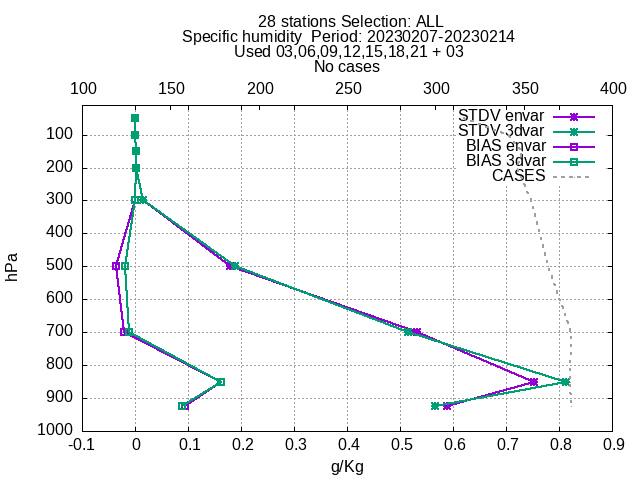 28 stations Selection: ALL
Specific humidity  Period: 20230207-20230214
Used 03,06,09,12,15,18,21 + 03
No cases
100 150 200 250 300 350 400
STDV envar
STDV 3dvar
BIAS envar
BIAS 3dvar
CASES
hPa
100
200
300
400
500
600
700
800
900
1000
-0.1 0 0.1 0.2 0.3 0.4 0.5 0.6 0.7 0.8 0.9
g/Kg